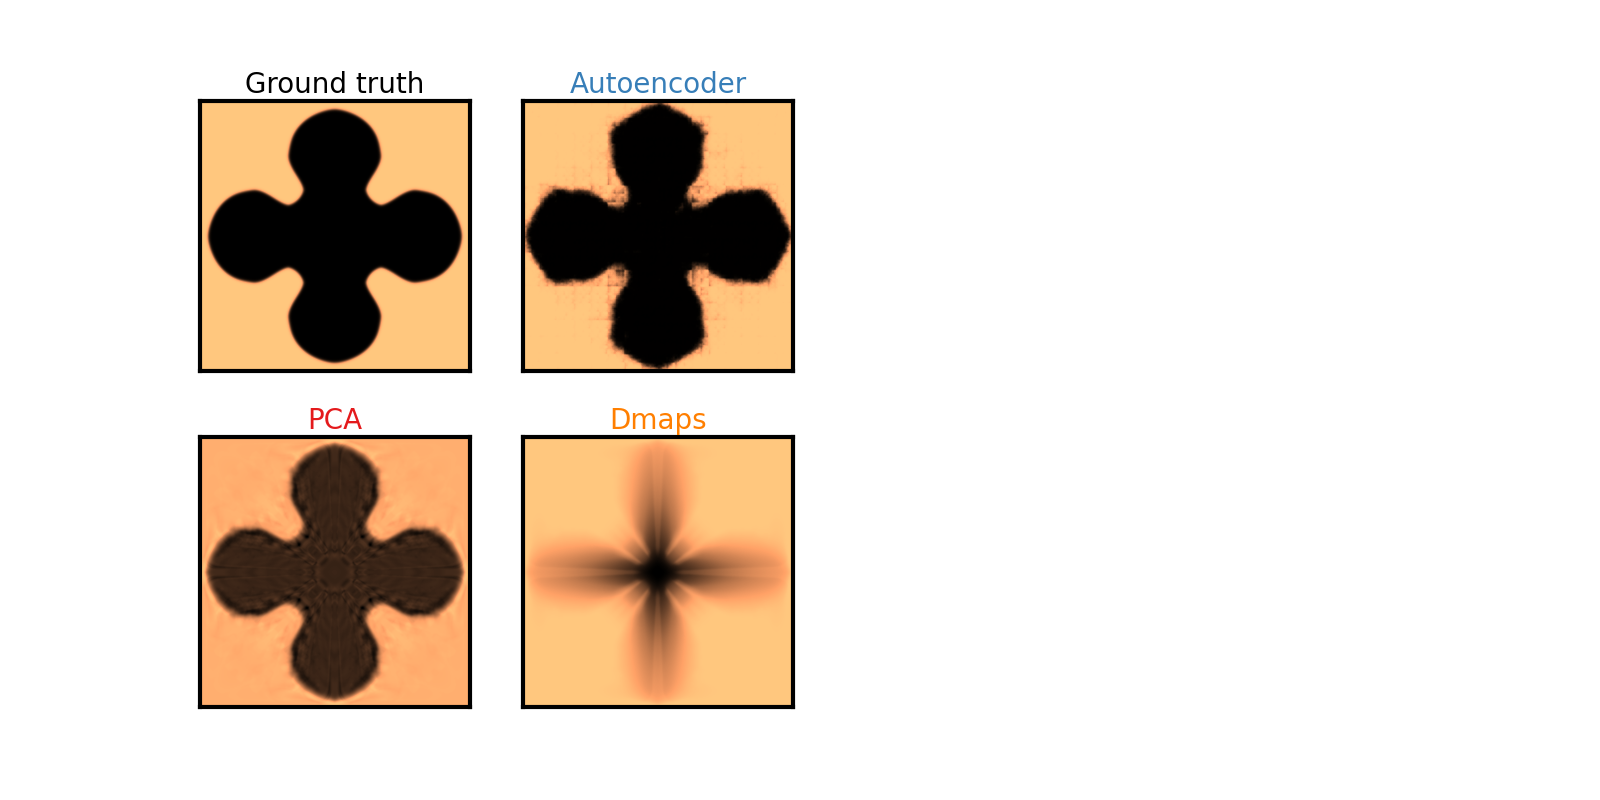 Ground truth
Autoencoder
PCA
Dmaps